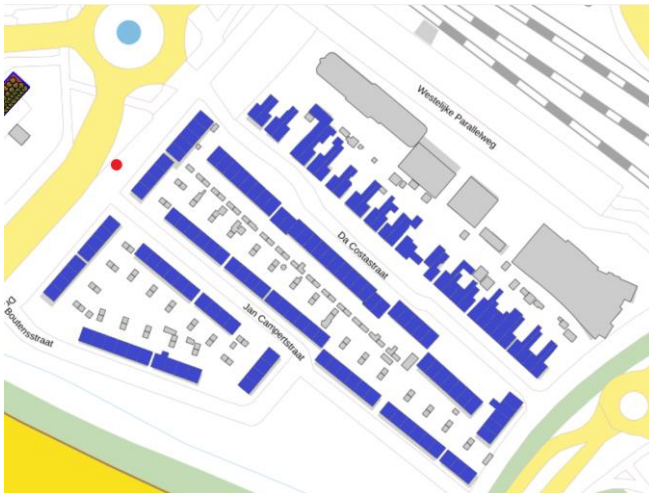 Westelijke Parallelweg
Da Costastraat
Jan Campertstraat
Boutensstraat